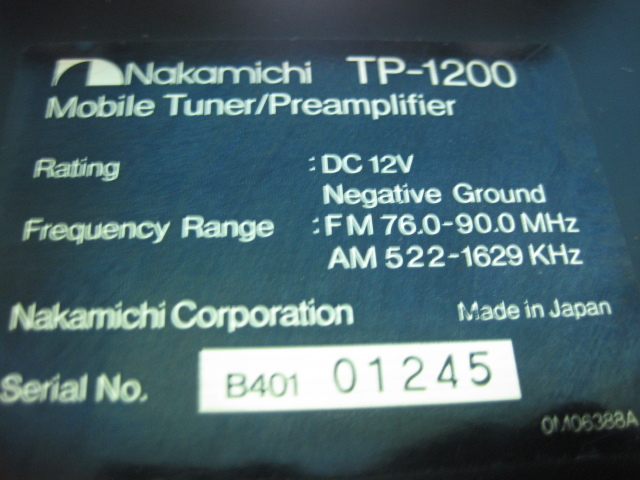 Nakamichi TP-1200
Mobile Tuner/Preamplifier
Rating : DC 12V
Negative Ground
Frequency Range : FM 76.0-90.0 MHz
AM 522-1629 KHz
Nakamichi Corporation Made in Japan
Serial No. B401 01245
0M06388A